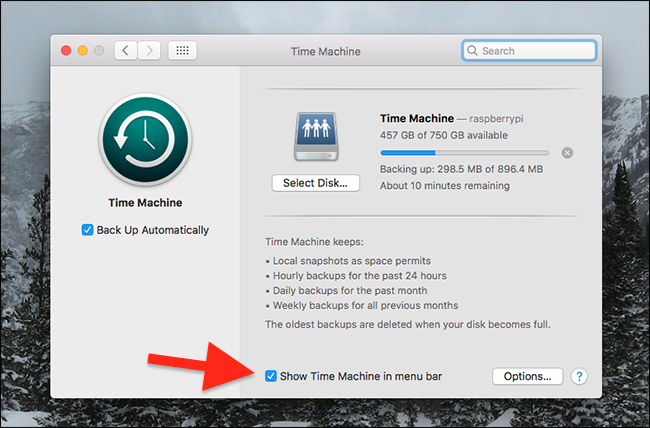 Time Machine
Search
Time Machine
Back Up Automatically
Time Machine — raspberrypi
457 GB of 750 GB available
Backing up: 298.5 MB of 896.4 MB
About 10 minutes remaining
Select Disk...
Time Machine keeps:
• Local snapshots as space permits
• Hourly backups for the past 24 hours
• Daily backups for the past month
• Weekly backups for all previous months
The oldest backups are deleted when your disk becomes full.
Show Time Machine in menu bar
Options...
?